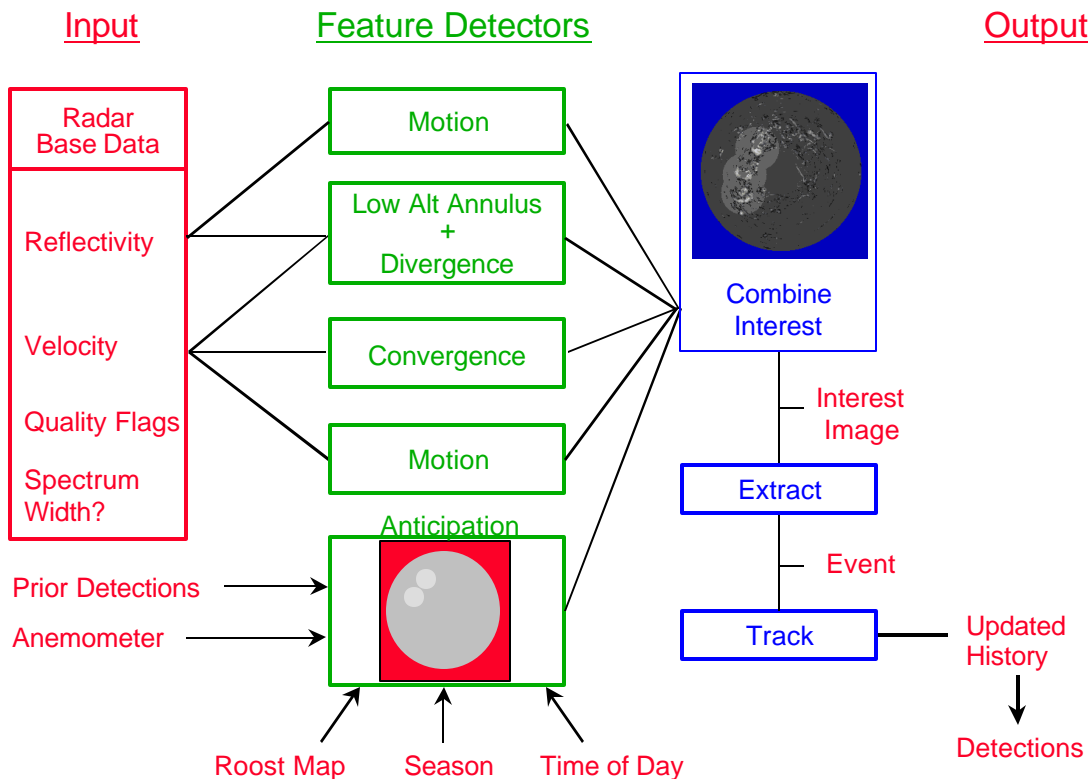 Input
Feature Detectors
Output
Radar
Base Data
Reflectivity
Velocity
Quality Flags
Spectrum
Width?
Prior Detections
Anemometer
Motion
Low Alt Annulus
+
Divergence
Convergence
Motion
Anticipation
Roost Map
Season
Time of Day
Combine
Interest
Interest
Image
Extract
Event
Track
Updated
History
Detections